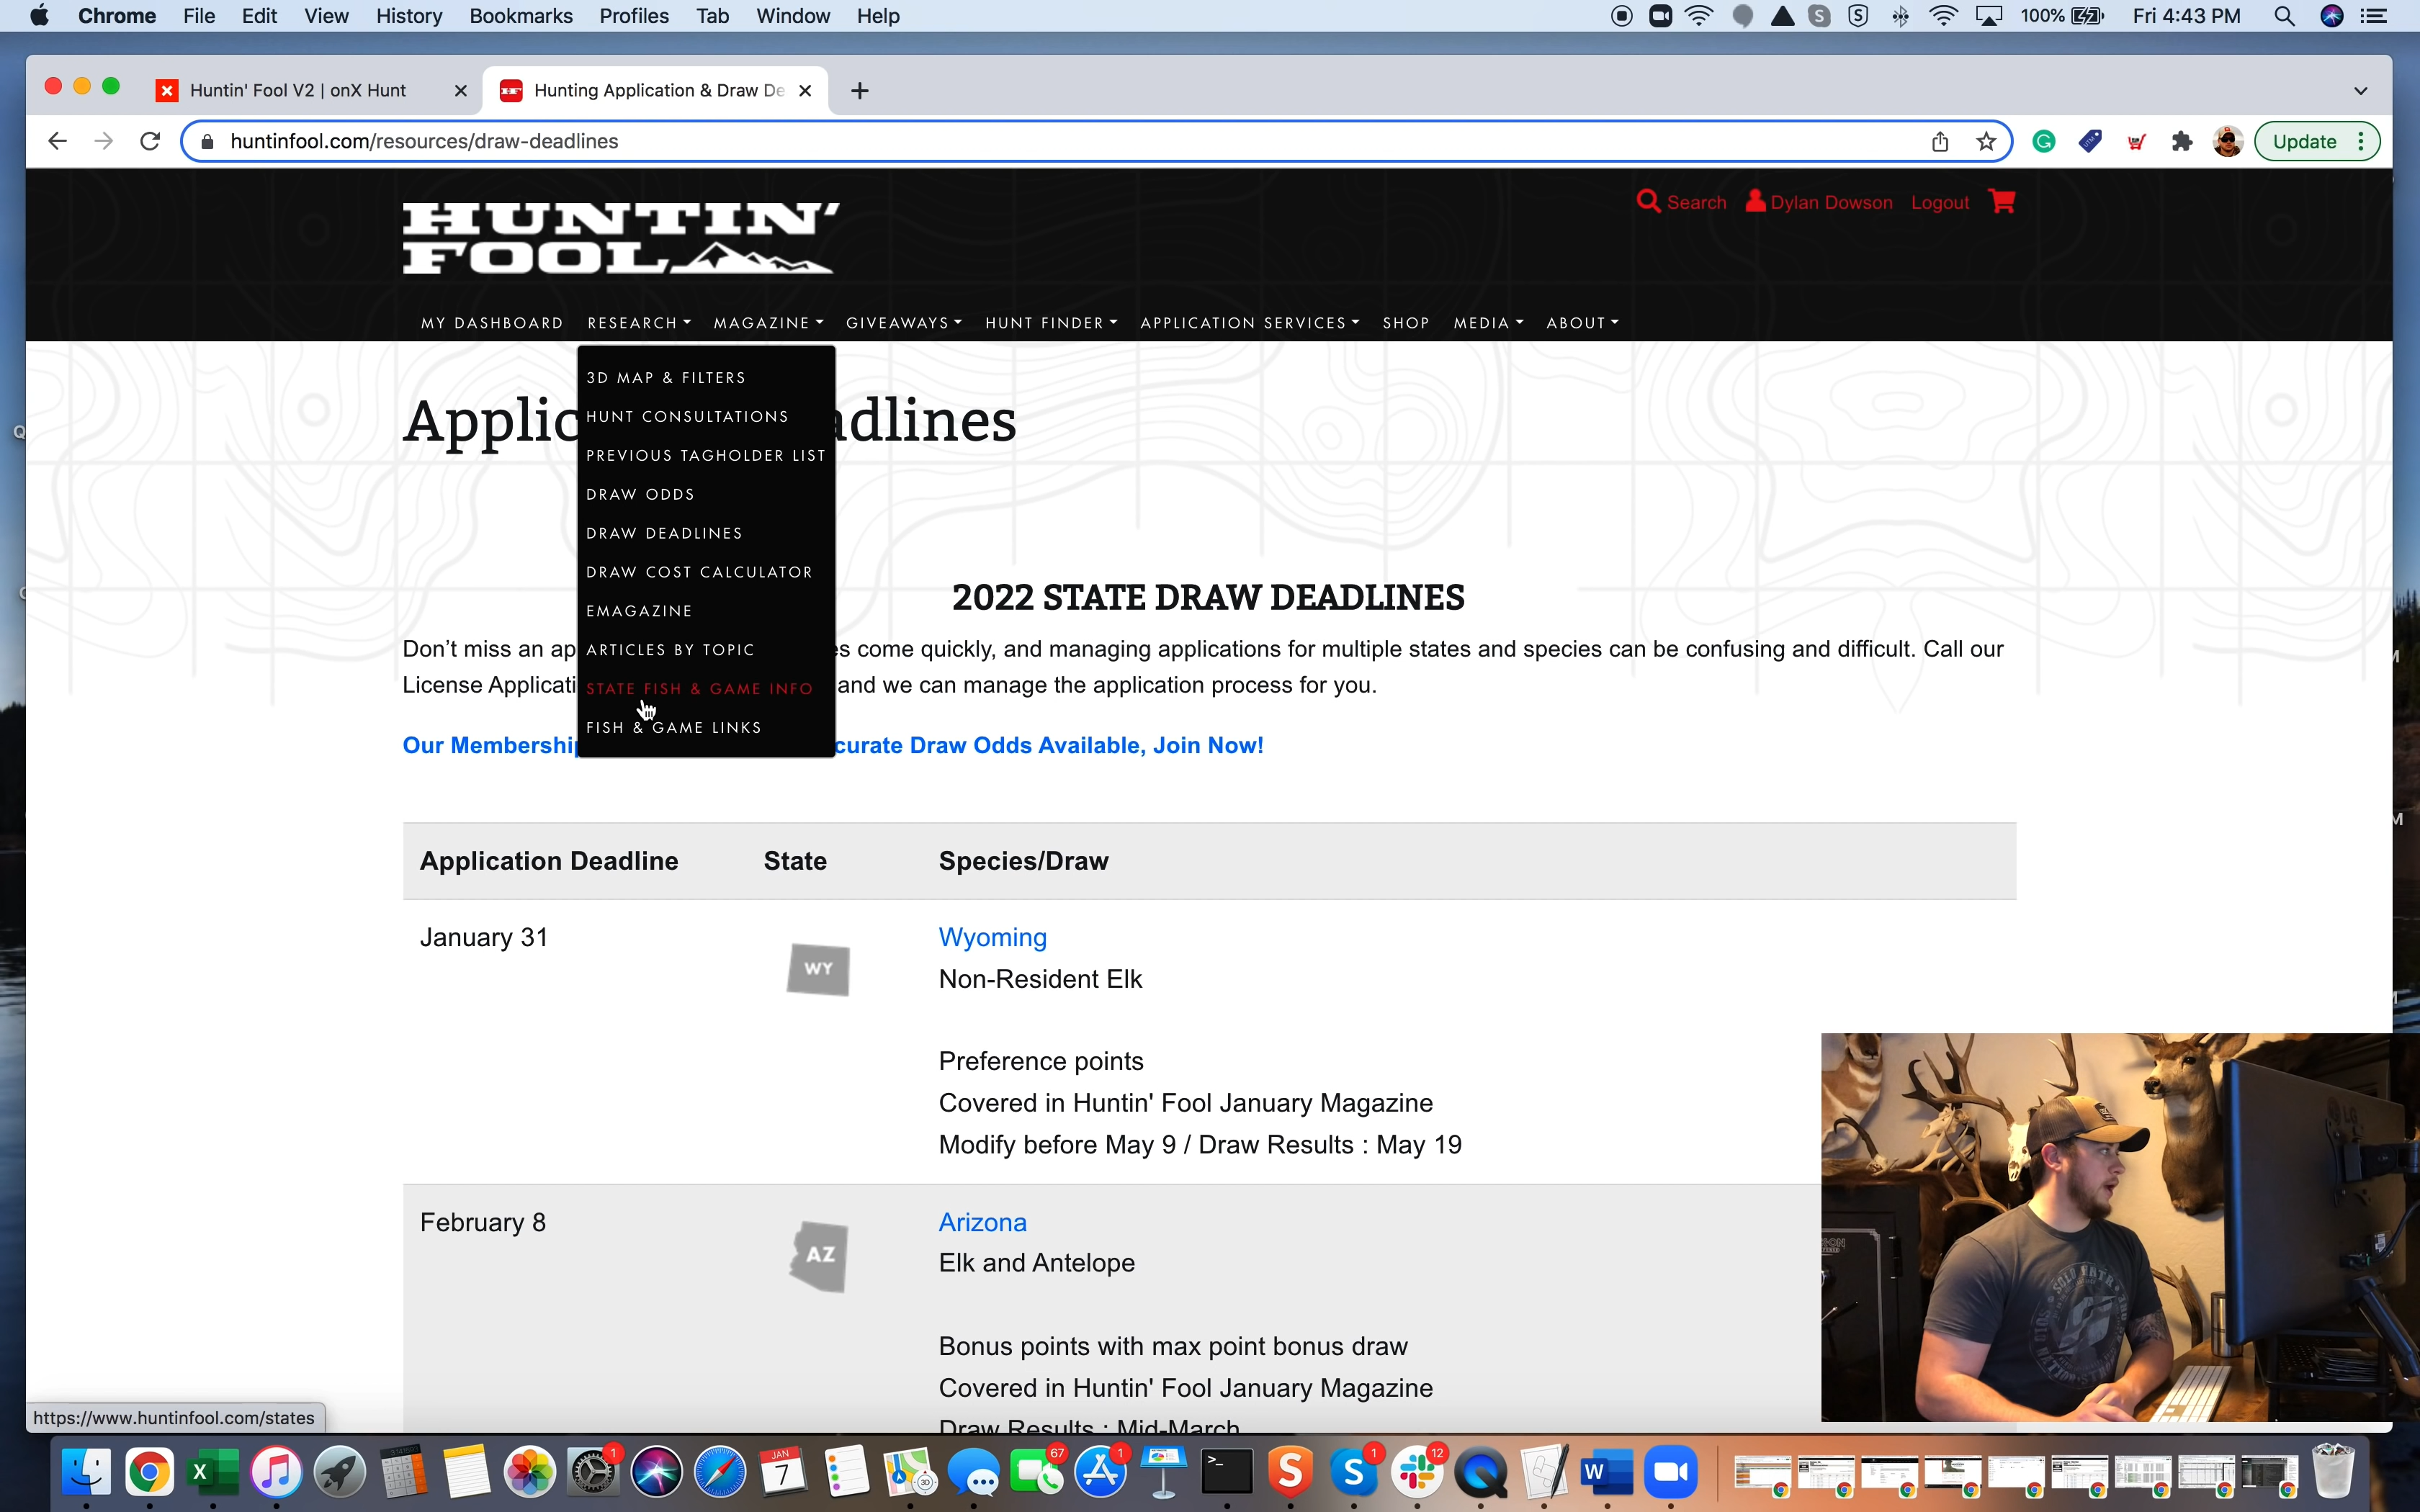 Chrome File Edit View History Bookmarks Profiles Tab Window Help
100% Fri 4:43 PM
Huntin' Fool V2 | onX Hunt
Hunting Application & Draw De
huntinfool.com/resources/draw-deadlines
Update
HUNTIN'
FOOL
Search Dylan Dowson Logout
MY DASHBOARD RESEARCH MAGAZINE GIVEAWAYS HUNT FINDER APPLICATION SERVICES SHOP MEDIA ABOUT
3D MAP & FILTERS
HUNT CONSULTATIONS
PREVIOUS TAGHOLDER LIST
DRAW ODDS
DRAW DEADLINES
DRAW COST CALCULATOR
EMAGAZINE
ARTICLES BY TOPIC
STATE FISH & GAME INFO
FISH & GAME LINKS
Applic adlines
2022 STATE DRAW DEADLINES
Don't miss an ap es come quickly, and managing applications for multiple states and species can be confusing and difficult. Call our
License Applicati and we can manage the application process for you.
Our Membership curate Draw Odds Available, Join Now!
Application Deadline State Species/Draw
January 31
WY
Wyoming
Non-Resident Elk
Preference points
Covered in Huntin' Fool January Magazine
Modify before May 9 / Draw Results : May 19
February 8
AZ
Arizona
Elk and Antelope
Bonus points with max point bonus draw
Covered in Huntin' Fool January Magazine
Draw Results : Mid-March
https://www.huntinfool.com/states
LG
1
JAN
7
67
1
1
12